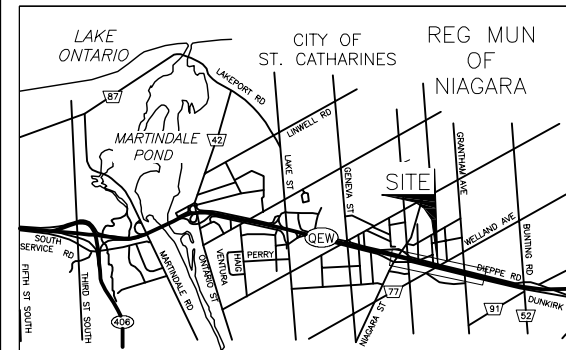 LAKE
ONTARIO
CITY OF
ST. CATHARINES
REG MUN
OF
NIAGARA
LAKEPORT RD
87
LINWELL RD
MARTINDALE
POND
42
LAKE ST
GENEVA ST
GRANTHAM AVE
SITE
QEW
WELLAND AVE
BUNTING RD
SOUTH
SERVICE RD
MARTINDALE RD
ONTARIO ST
VENTURA
HAIG
PERRY
DIEPPE RD
FIFTH ST SOUTH
THIRD ST SOUTH
406
NIAGARA ST
77
91
52
DUNKIRK